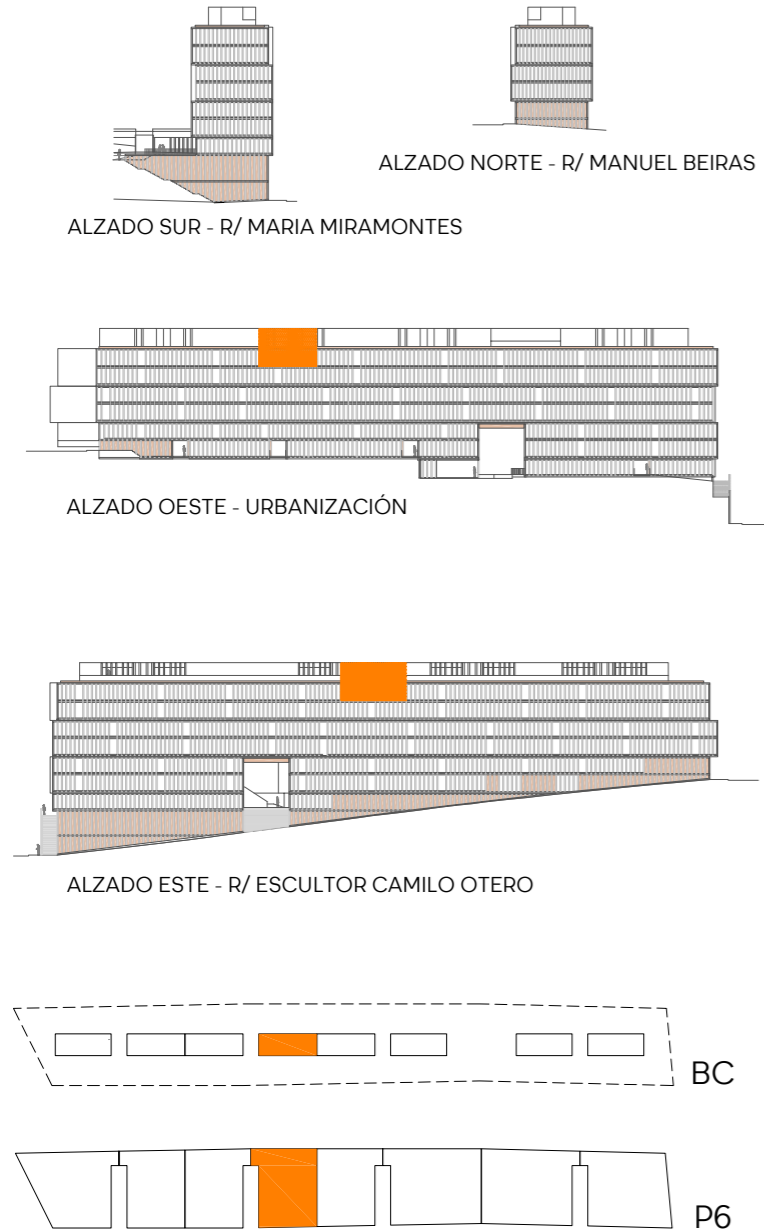 ALZADO NORTE - R/ MANUEL BEIRAS
ALZADO SUR - R/ MARIA MIRAMONTES
ALZADO OESTE - URBANIZACIÓN
ALZADO ESTE - R/ ESCULTOR CAMILO OTERO
BC
P6